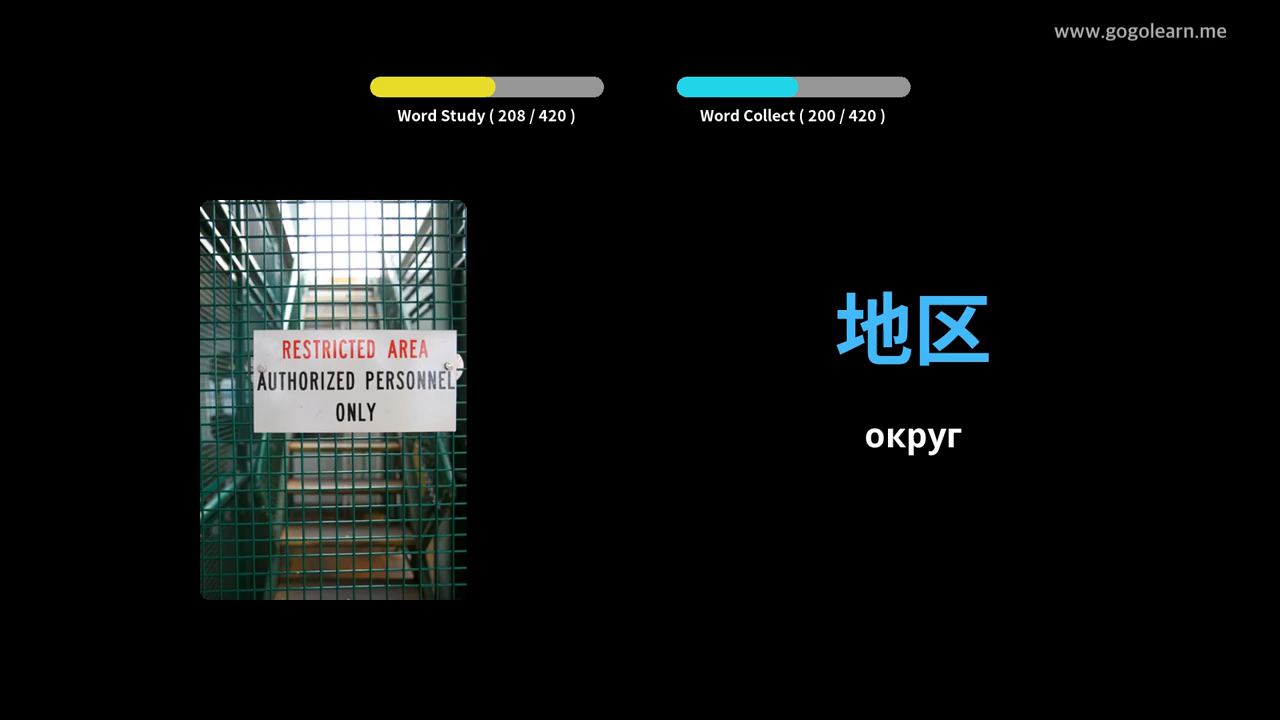 www.gogolearn.me
Word Study ( 208 / 420 )
Word Collect ( 200 / 420 )
RESTRICTED AREA
AUTHORIZED PERSONNEL
ONLY
地区
округ